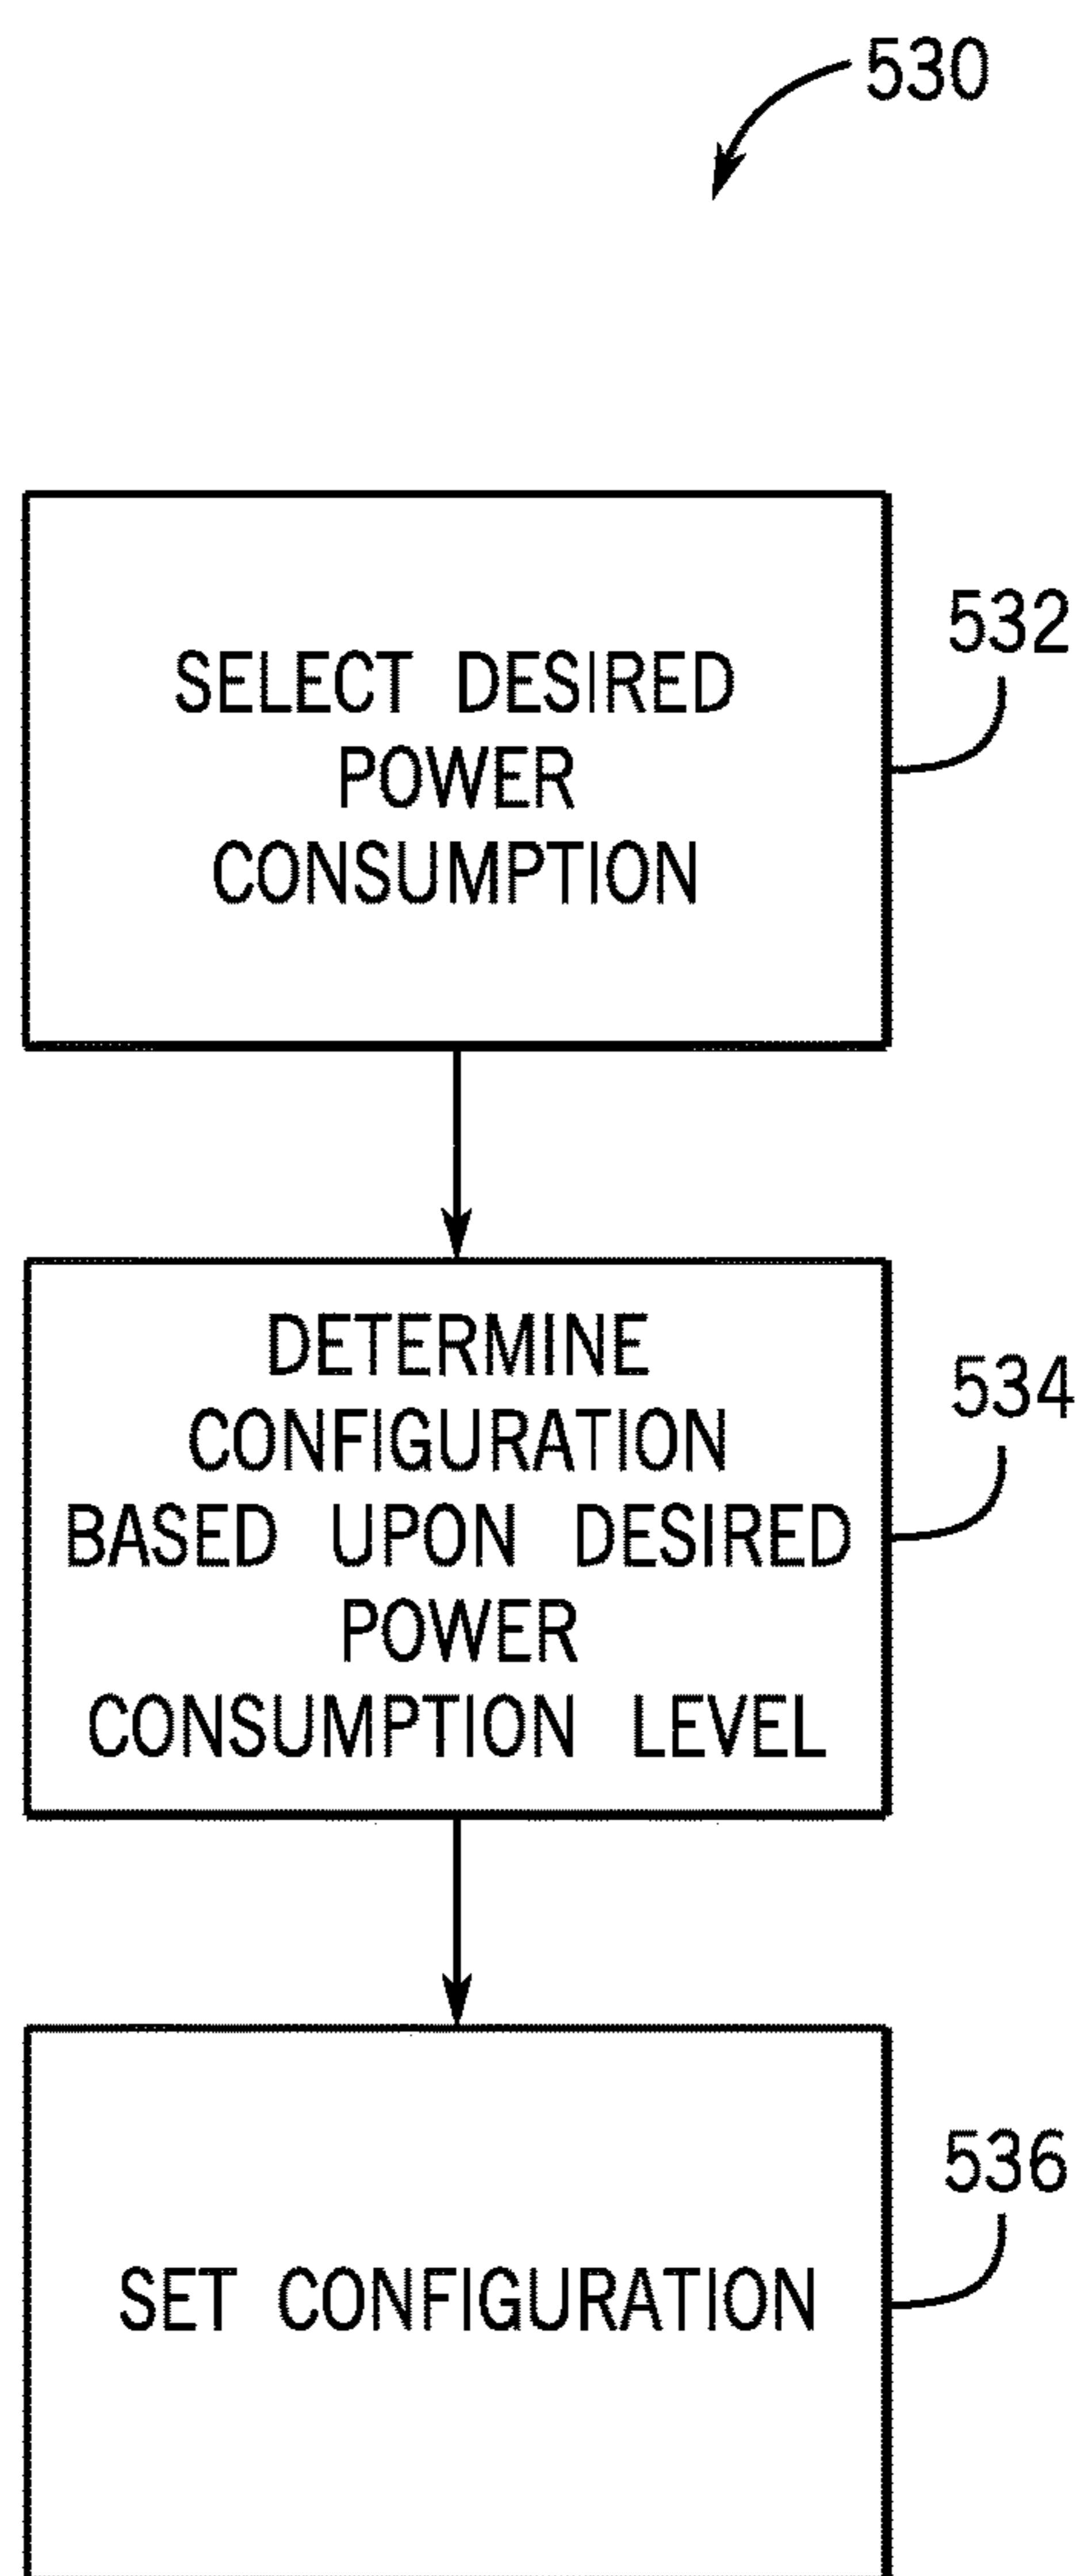 530
SELECT DESIRED
POWER
CONSUMPTION
532
DETERMINE
CONFIGURATION
BASED UPON DESIRED
POWER
CONSUMPTION LEVEL
534
SET CONFIGURATION
536